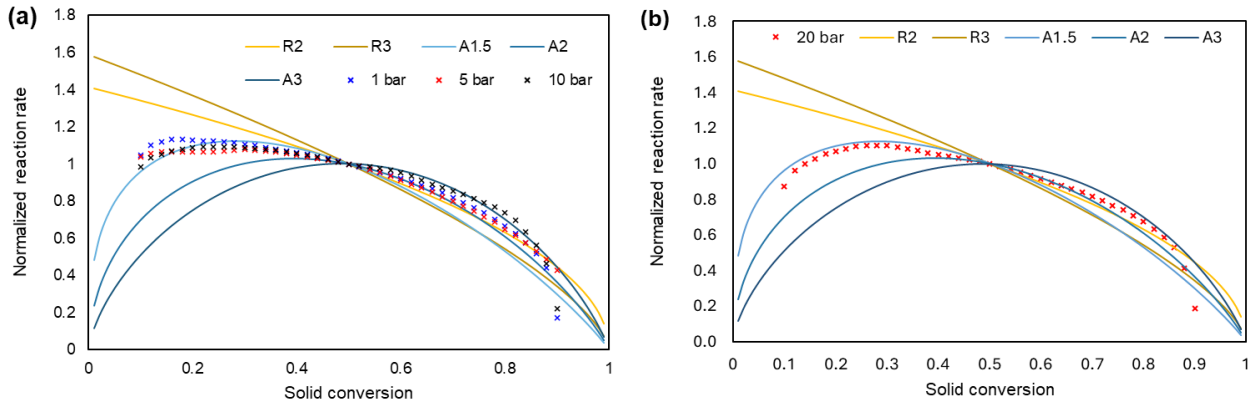 (a)
Normalized reaction rate
1.8
1.6
1.4
1.2
1.0
0.8
0.6
0.4
0.2
0
R2 R3 A1.5 A2
A3 1 bar 5 bar 10 bar
0 0.2 0.4 0.6 0.8 1
Solid conversion
(b)
Normalized reaction rate
1.8
1.6
1.4
1.2
1.0
0.8
0.6
0.4
0.2
0.0
20 bar R2 R3 A1.5 A2 A3
0 0.1 0.2 0.3 0.4 0.5 0.6 0.7 0.8 0.9 1
Solid conversion